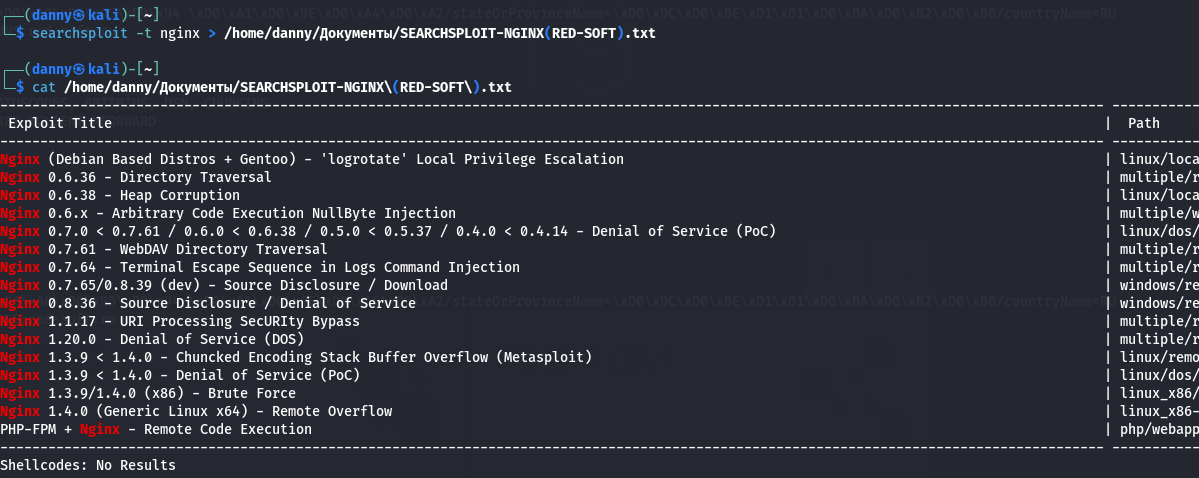 (danny㉿kali)-[~]
$ searchsploit -t nginx > /home/danny/Документы/SEARCHSPLOIT-NGINX(RED-SOFT).txt
(danny㉿kali)-[~]
$ cat /home/danny/Документы/SEARCHSPLOIT-NGINX\(RED-SOFT\).txt
Exploit Title | Path
Nginx (Debian Based Distros + Gentoo) - 'logrotate' Local Privilege Escalation | linux/loca
Nginx 0.6.36 - Directory Traversal | multiple/r
Nginx 0.6.38 - Heap Corruption | linux/loca
Nginx 0.6.x - Arbitrary Code Execution NullByte Injection | multiple/w
Nginx 0.7.0 < 0.7.61 / 0.6.0 < 0.6.38 / 0.5.0 < 0.5.37 / 0.4.0 < 0.4.14 - Denial of Service (PoC) | linux/dos/
Nginx 0.7.61 - WebDAV Directory Traversal | multiple/r
Nginx 0.7.64 - Terminal Escape Sequence in Logs Command Injection | multiple/r
Nginx 0.7.65/0.8.39 (dev) - Source Disclosure / Download | windows/re
Nginx 0.8.36 - Source Disclosure / Denial of Service | windows/re
Nginx 1.1.17 - URI Processing SecURIty Bypass | multiple/r
Nginx 1.20.0 - Denial of Service (DOS) | multiple/r
Nginx 1.3.9 < 1.4.0 - Chuncked Encoding Stack Buffer Overflow (Metasploit) | linux/remo
Nginx 1.3.9 < 1.4.0 - Denial of Service (PoC) | linux/dos/
Nginx 1.3.9/1.4.0 (x86) - Brute Force | linux_x86/
Nginx 1.4.0 (Generic Linux x64) - Remote Overflow | linux_x86-
PHP-FPM + Nginx - Remote Code Execution | php/webapp
Shellcodes: No Results